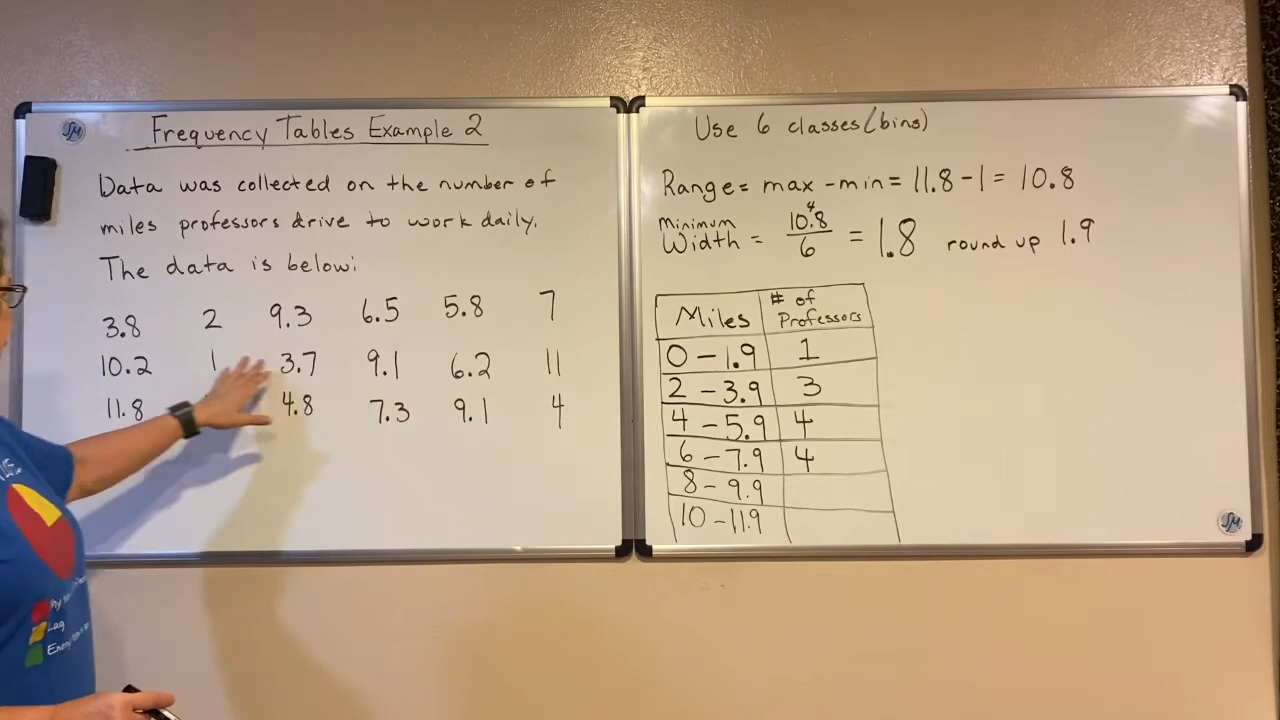 Frequency Tables Example 2
Data was collected on the number of
miles professors drive to work daily.
The data is below:
3.8 2 9.3 6.5 5.8 7
10.2 1 3.7 9.1 6.2 11
11.8 4.8 7.3 9.1 4
Use 6 classes (bins)
Range = max - min = 11.8 - 1 = 10.8
Minimum Width = 10.8/6 = 1.8 round up 1.9
Miles # of Professors
0 - 1.9 1
2 - 3.9 3
4 - 5.9 4
6 - 7.9 4
8 - 9.9
10 - 11.9
SM
SM